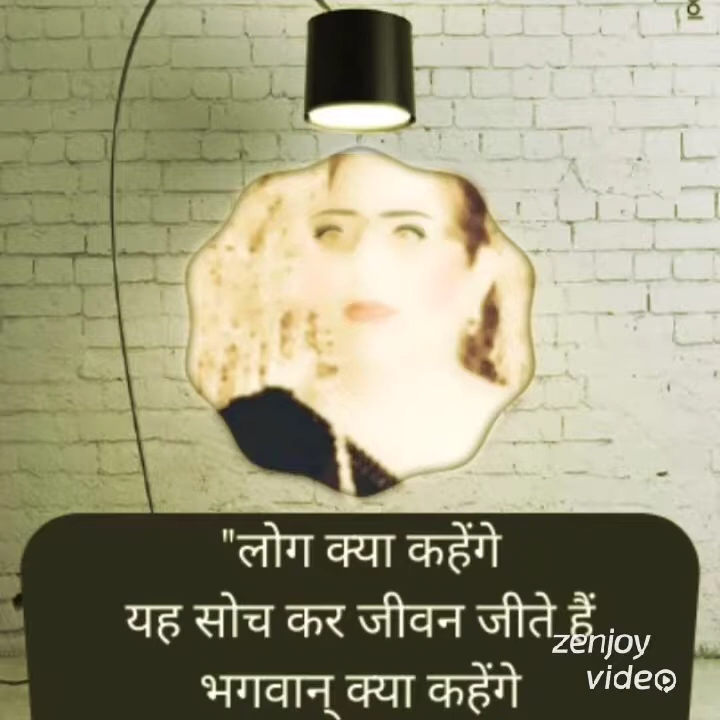 "लोग क्या कहेंगे
यह सोच कर जीवन जीते हैं
भगवान् क्या कहेंगे
zenjoy
video